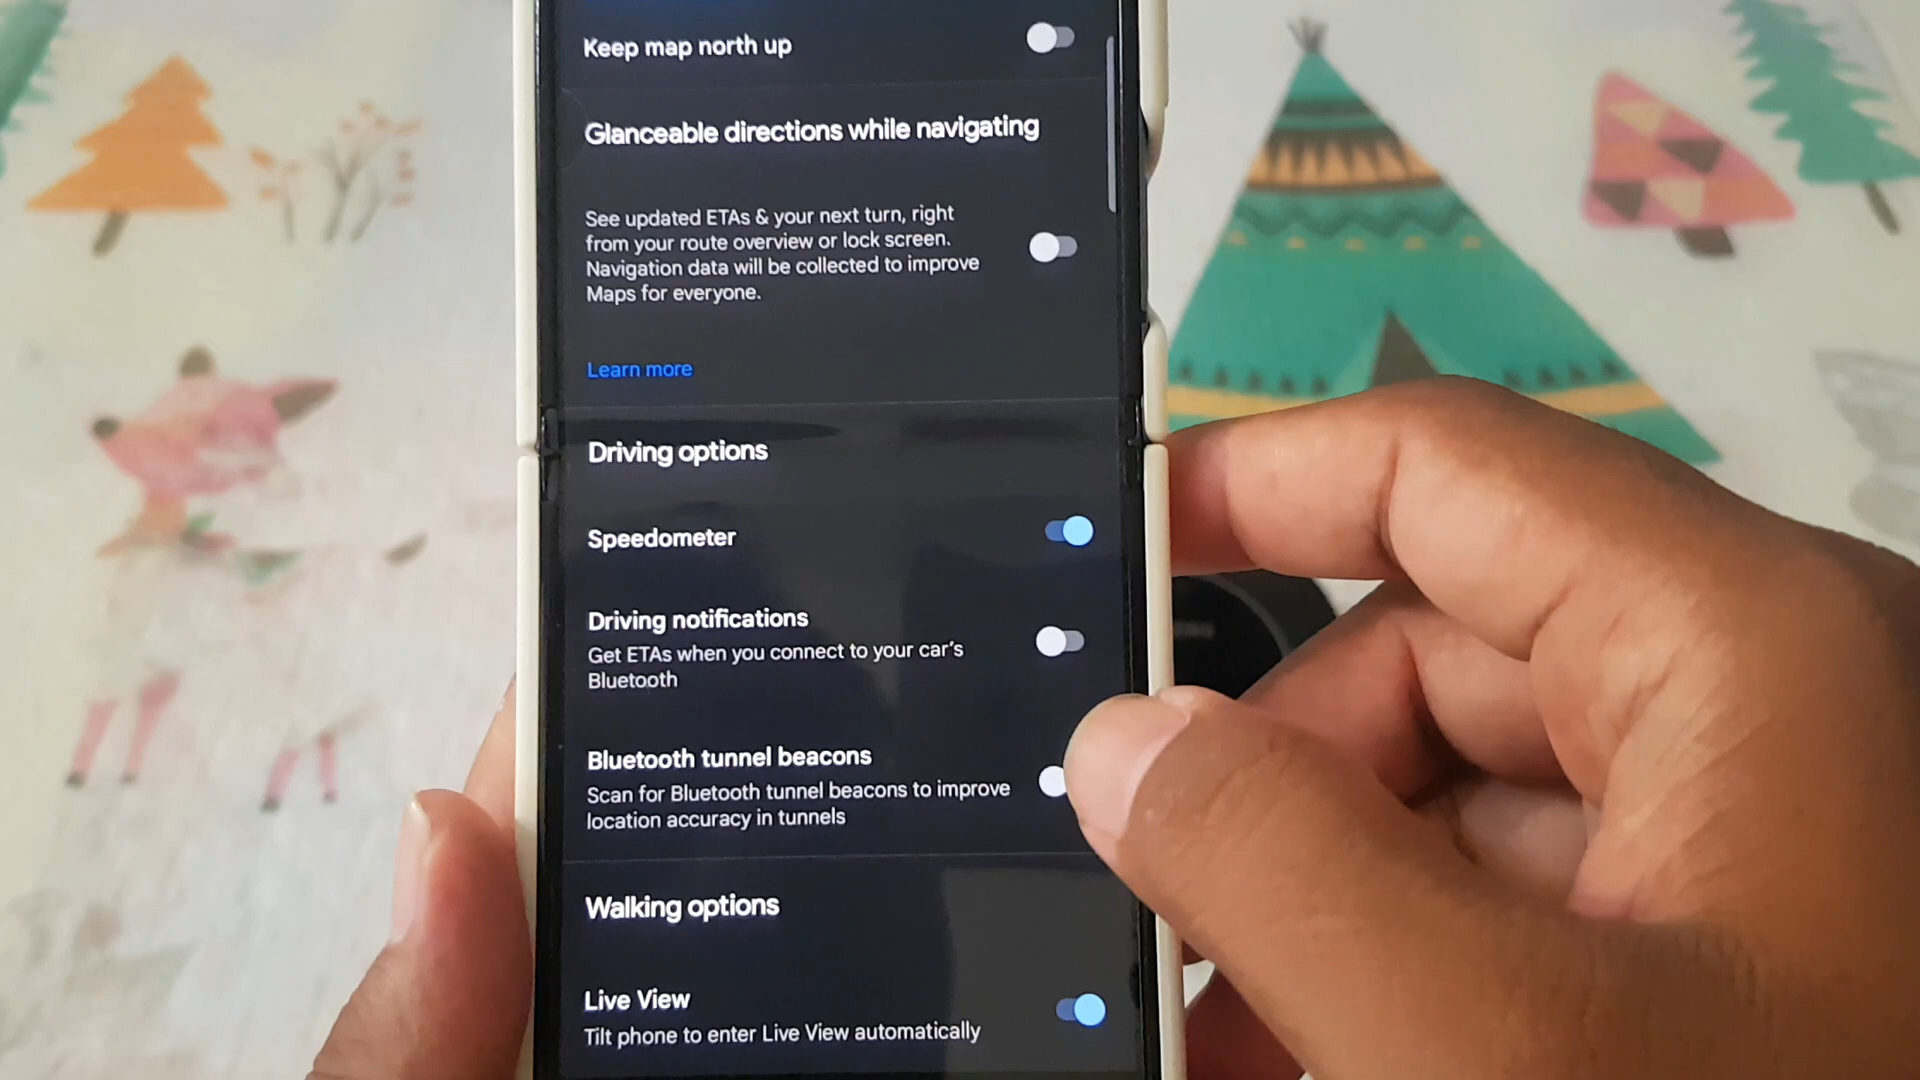 Keep map north up
Glanceable directions while navigating
See updated ETAs & your next turn, right
from your route overview or lock screen.
Navigation data will be collected to improve
Maps for everyone.
Learn more
Driving options
Speedometer
Driving notifications
Get ETAs when you connect to your car's
Bluetooth
Bluetooth tunnel beacons
Scan for Bluetooth tunnel beacons to improve
location accuracy in tunnels
Walking options
Live View
Tilt phone to enter Live View automatically